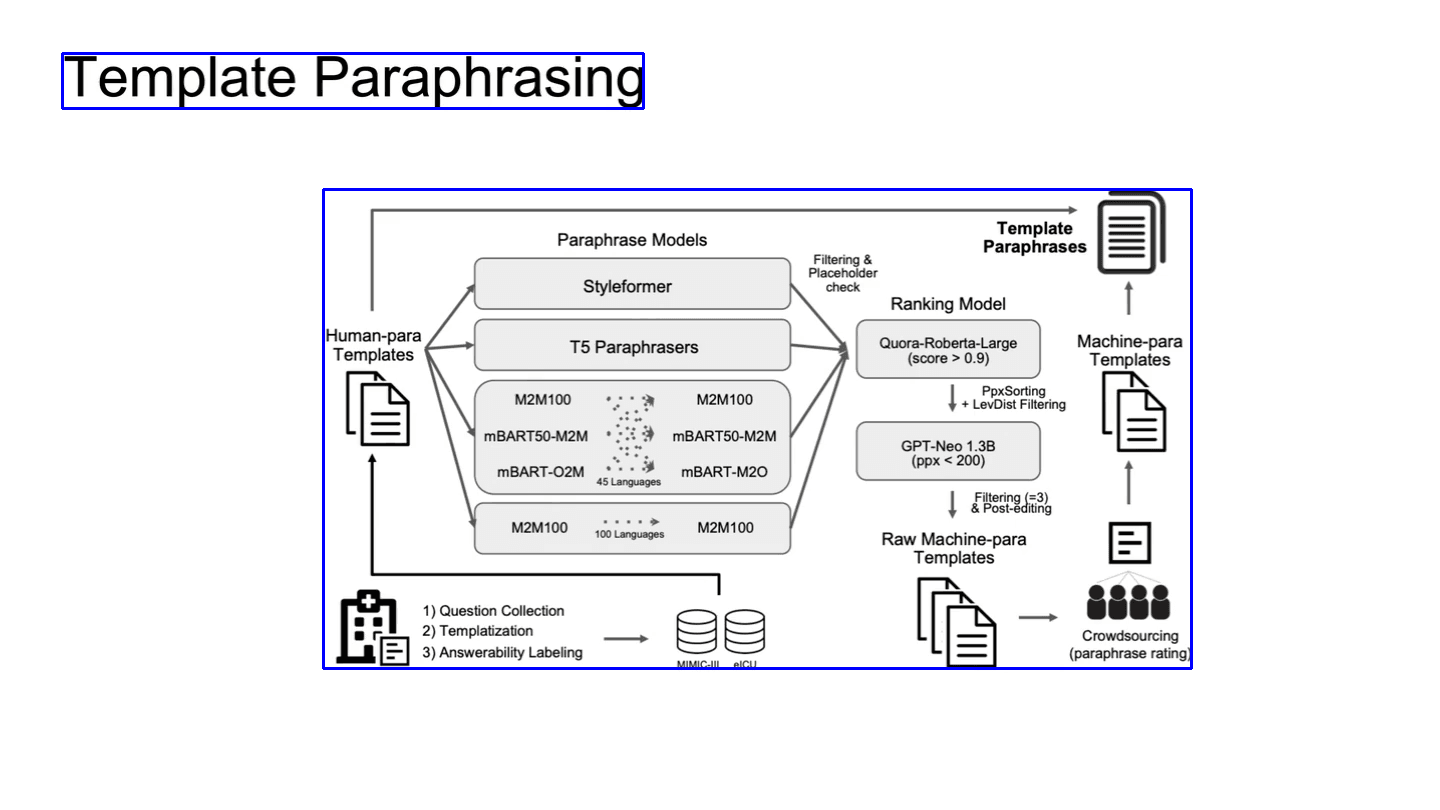 Template Paraphrasing
Template
Paraphrases
Paraphrase Models
Filtering &
Placeholder
check
Styleformer
Ranking Model
Human-para
Templates
T5 Paraphrasers
Quora-Roberta-Large
(score > 0.9)
Machine-para
Templates
PpxSorting
+ LevDist Filtering
M2M100 M2M100
mBART50-M2M mBART50-M2M
mBART-O2M mBART-M2O
45 Languages
GPT-Neo 1.3B
(ppx < 200)
Filtering (=3)
& Post-editing
M2M100 M2M100
100 Languages
Raw Machine-para
Templates
1) Question Collection
2) Templatization
3) Answerability Labeling
MIMIC-III eICU
Crowdsourcing
(paraphrase rating)